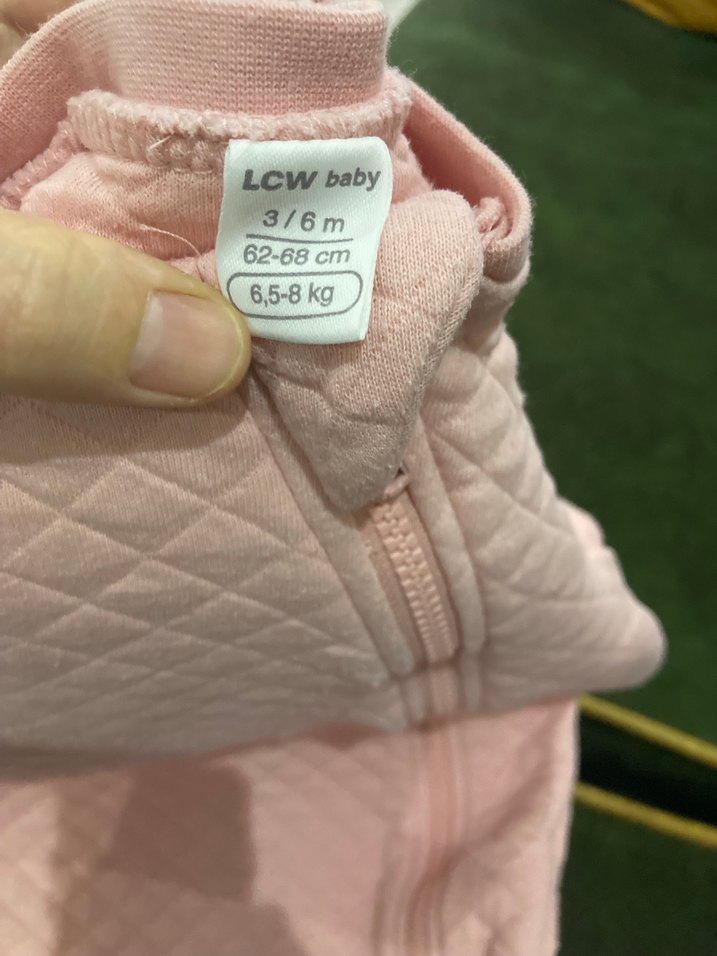 LCW baby
3 / 6 m
62-68 cm
6,5-8 kg